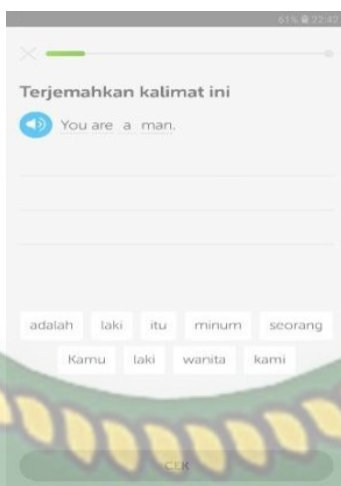 61% 22:42
Terjemahkan kalimat ini
You are a man.
adalah laki itu minum seorang
Kamu laki wanita kami
CEK